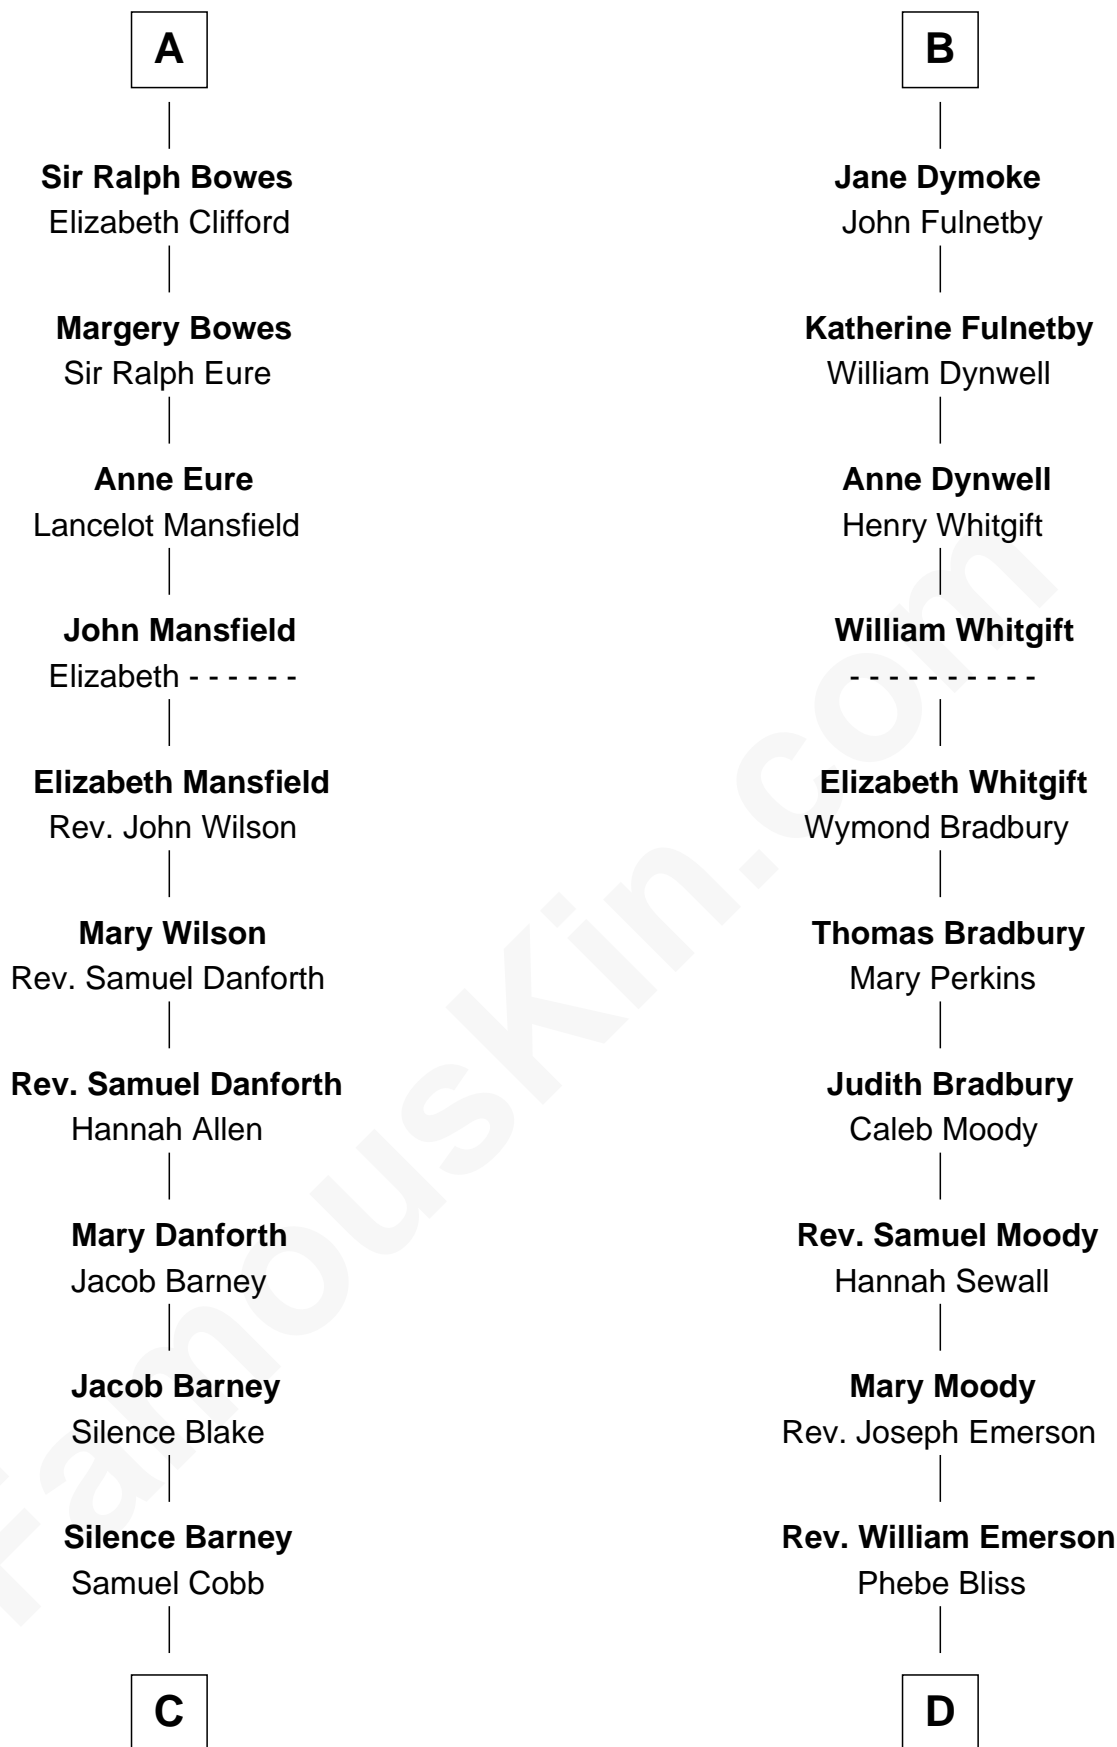 A
Sir Ralph Bowes
Elizabeth Clifford
Margery Bowes
Sir Ralph Eure
Anne Eure
Lancelot Mansfield
John Mansfield
Elizabeth - - - - - -
Elizabeth Mansfield
Rev. John Wilson
Mary Wilson
Rev. Samuel Danforth
Rev. Samuel Danforth
Hannah Allen
Mary Danforth
Jacob Barney
Jacob Barney
Silence Blake
Silence Barney
Samuel Cobb
C
B
Jane Dymoke
John Fulnetby
Katherine Fulnetby
William Dynwell
Anne Dynwell
Henry Whitgift
William Whitgift
- - - - - - - - - -
Elizabeth Whitgift
Wymond Bradbury
Thomas Bradbury
Mary Perkins
Judith Bradbury
Caleb Moody
Rev. Samuel Moody
Hannah Sewall
Mary Moody
Rev. Joseph Emerson
Rev. William Emerson
Phebe Bliss
D
FamousKin.com